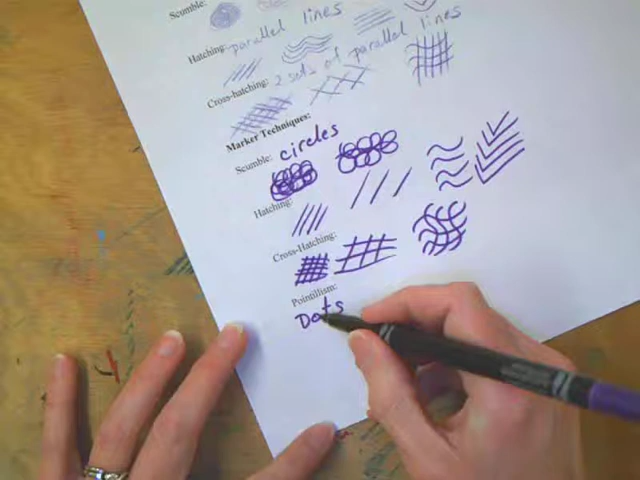 Scumble:
Hatching: parallel lines
Cross-hatching: 2 sets of parallel lines
Marker Techniques:
Scumble: circles
Hatching:
Cross-Hatching:
Pointillism:
Dots